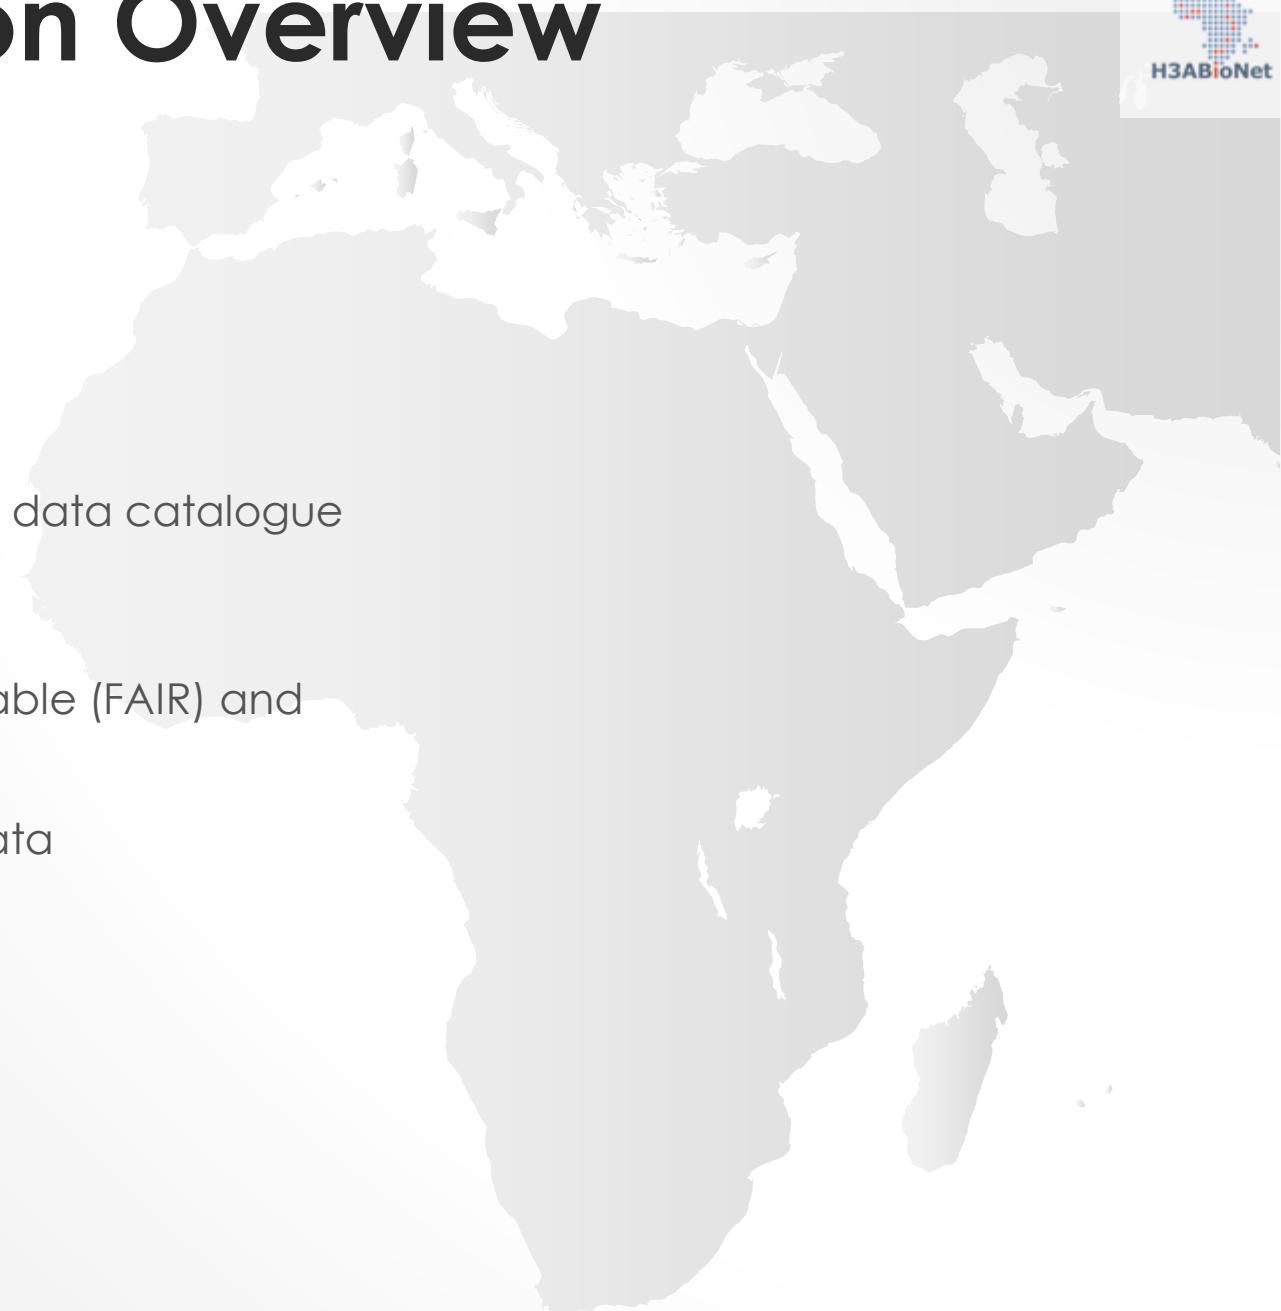 on Overview
H3ABioNet
data catalogue
able (FAIR) and
ata